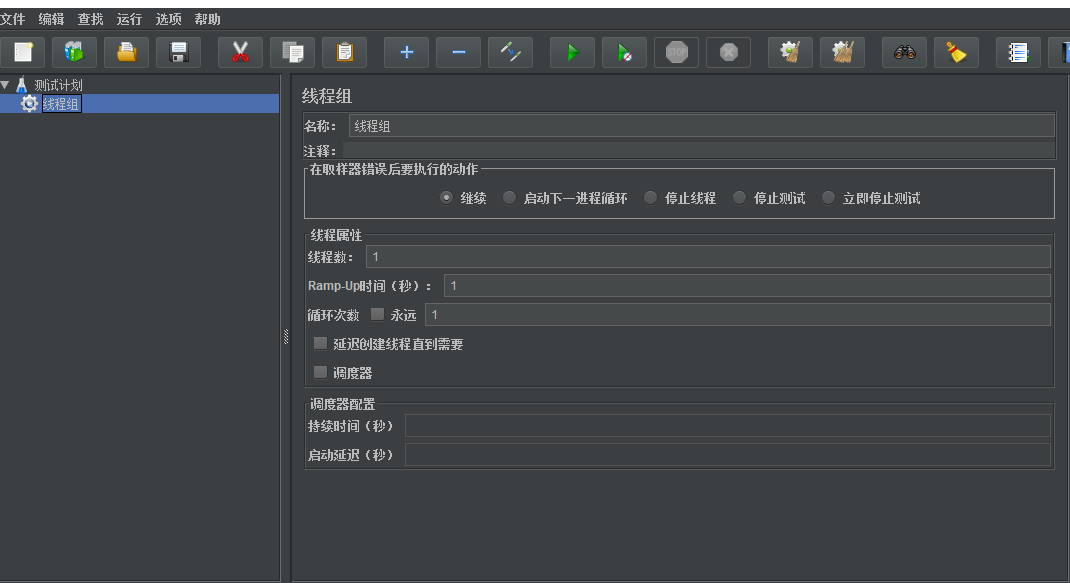 文件 编辑 查找 运行 选项 帮助
STOP
测试计划
线程组
线程组
名称： 线程组
注释：
在取样器错误后要执行的动作
继续 启动下一进程循环 停止线程 停止测试 立即停止测试
线程属性
线程数： 1
Ramp-Up时间（秒）： 1
循环次数 永远 1
延迟创建线程直到需要
调度器
调度器配置
持续时间（秒）
启动延迟（秒）